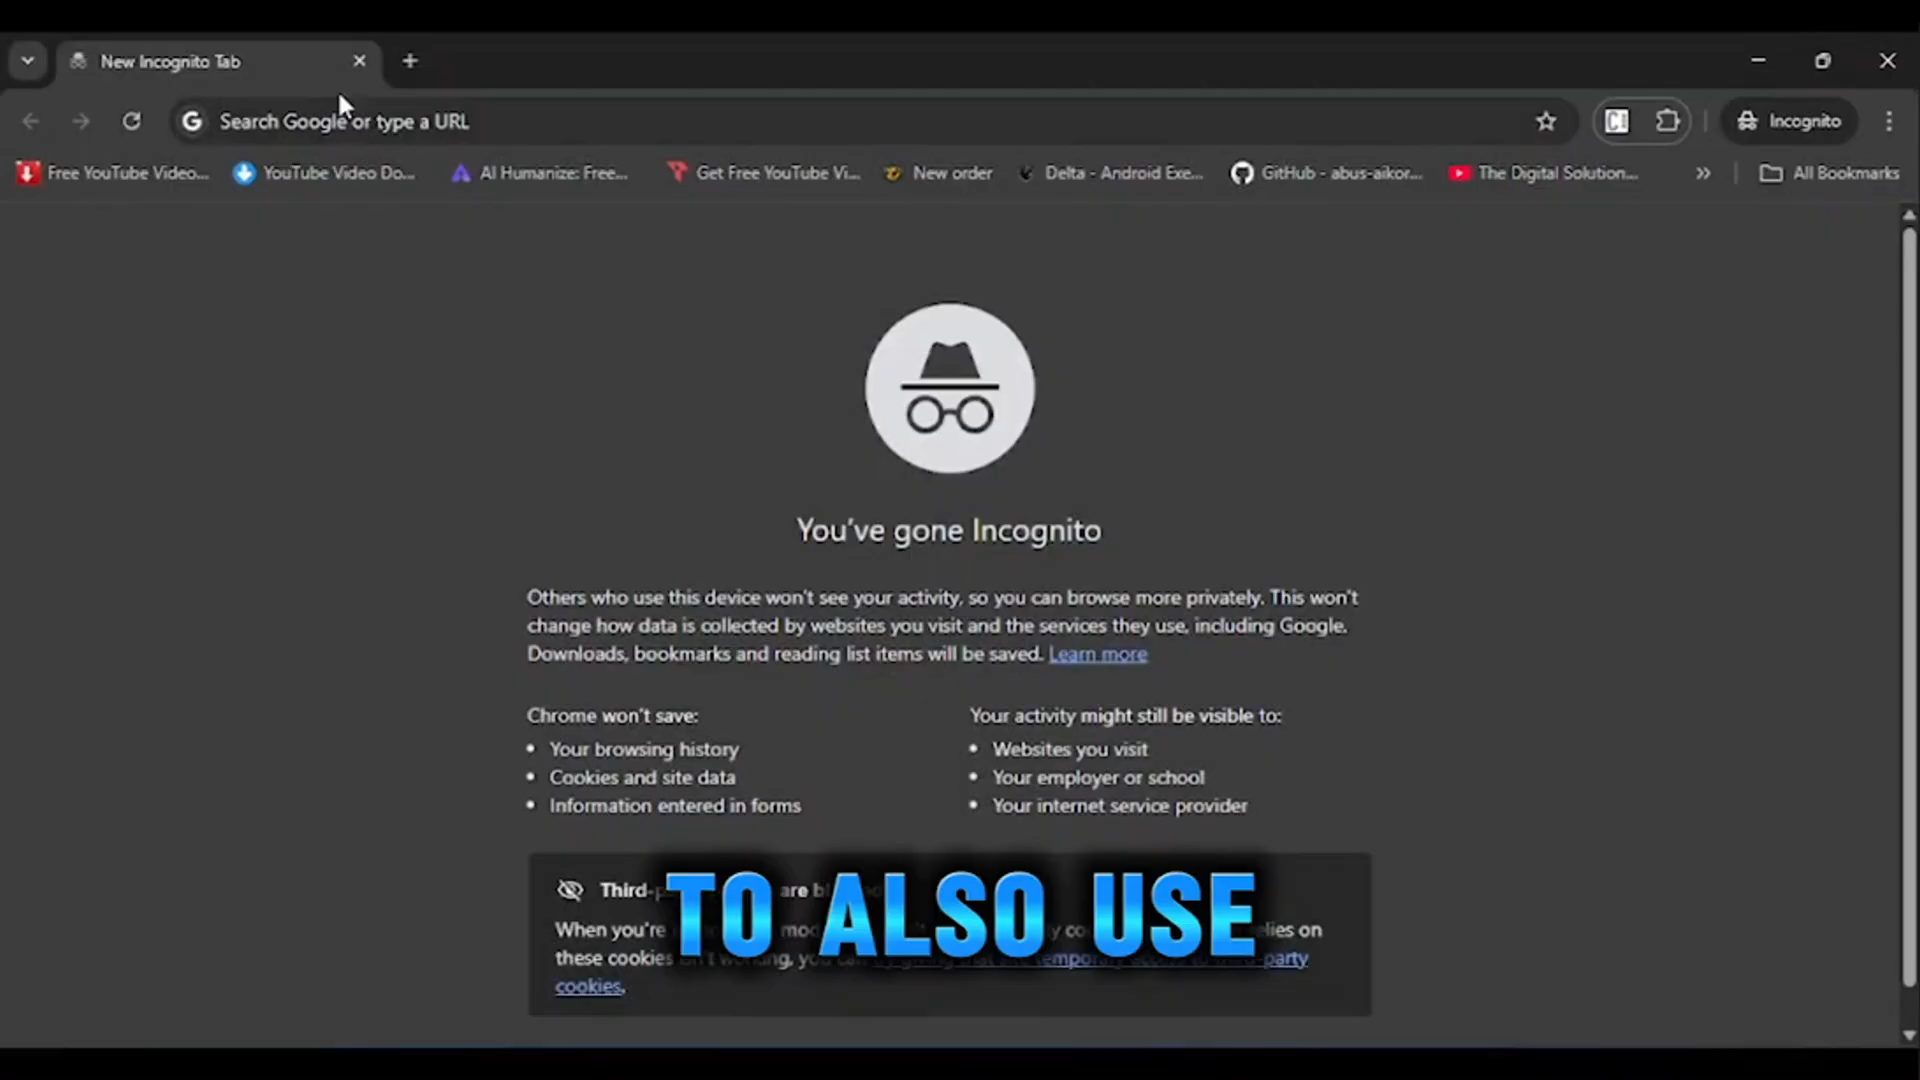 New Incognito Tab
Search Google or type a URL
Incognito
Free YouTube Video...
YouTube Video Do...
AI Humanize: Free...
Get Free YouTube Vi...
New order
Delta - Android Exe...
GitHub - abus-aikor...
The Digital Solution...
All Bookmarks
You've gone Incognito
Others who use this device won't see your activity, so you can browse more privately. This won't
change how data is collected by websites you visit and the services they use, including Google.
Downloads, bookmarks and reading list items will be saved. Learn more
Chrome won't save:
• Your browsing history
• Cookies and site data
• Information entered in forms
Your activity might still be visible to:
• Websites you visit
• Your employer or school
• Your internet service provider
Third- are bl
TO ALSO USE
When you're on
these cookies temporary party
cookies.